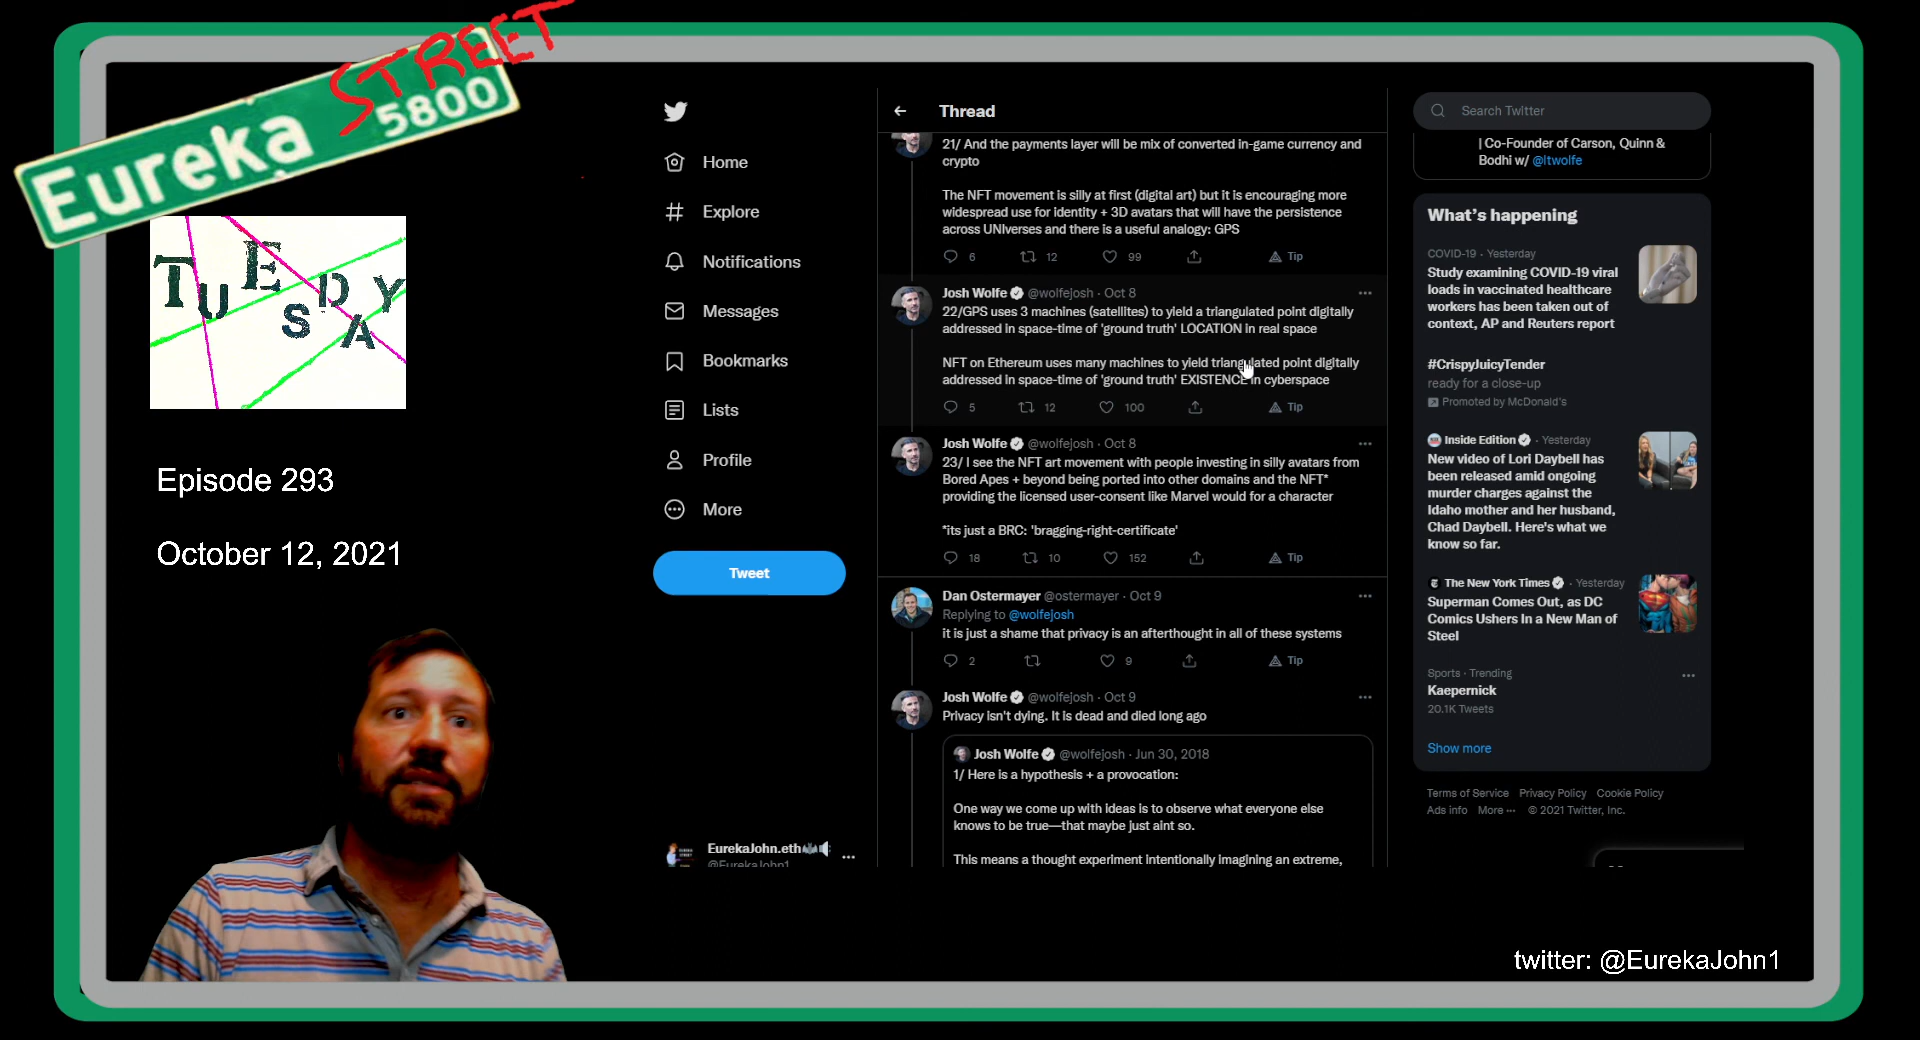 Eureka
STREET
5800
TUESDAY
Episode 293
October 12, 2021
Home
Explore
Notifications
Messages
Bookmarks
Lists
Profile
More
Tweet
EurekaJohn.eth
@EurekaJohn1
Thread
21/ And the payments layer will be mix of converted in-game currency and
crypto
The NFT movement is silly at first (digital art) but it is encouraging more
widespread use for identity + 3D avatars that will have the persistence
across UNIverses and there is a useful analogy: GPS
6 12 99 Tip
Josh Wolfe @wolfejosh · Oct 8
22/GPS uses 3 machines (satellites) to yield a triangulated point digitally
addressed in space-time of 'ground truth' LOCATION in real space
NFT on Ethereum uses many machines to yield triangulated point digitally
addressed in space-time of 'ground truth' EXISTENCE in cyberspace
5 12 100 Tip
Josh Wolfe @wolfejosh · Oct 8
23/ I see the NFT art movement with people investing in silly avatars from
Bored Apes + beyond being ported into other domains and the NFT*
providing the licensed user-consent like Marvel would for a character
*its just a BRC: 'bragging-right-certificate'
18 10 152 Tip
Dan Ostermayer @ostermayer · Oct 9
Replying to @wolfejosh
it is just a shame that privacy is an afterthought in all of these systems
2 9 Tip
Josh Wolfe @wolfejosh · Oct 9
Privacy isn't dying. It is dead and died long ago
Josh Wolfe @wolfejosh · Jun 30, 2018
1/ Here is a hypothesis + a provocation:
One way we come up with ideas is to observe what everyone else
knows to be true—that maybe just aint so.
This means a thought experiment intentionally imagining an extreme,
Search Twitter
| Co-Founder of Carson, Quinn &
Bodhi w/ @ltwolfe
What's happening
COVID-19 · Yesterday
Study examining COVID-19 viral
loads in vaccinated healthcare
workers has been taken out of
context, AP and Reuters report
#CrispyJuicyTender
ready for a close-up
Promoted by McDonald's
Inside Edition · Yesterday
New video of Lori Daybell has
been released amid ongoing
murder charges against the
Idaho mother and her husband,
Chad Daybell. Here's what we
know so far.
The New York Times · Yesterday
Superman Comes Out, as DC
Comics Ushers In a New Man of
Steel
Sports · Trending
Kaepernick
20.1K Tweets
Show more
Terms of Service Privacy Policy Cookie Policy
Ads info More ··· © 2021 Twitter, Inc.
twitter: @EurekaJohn1